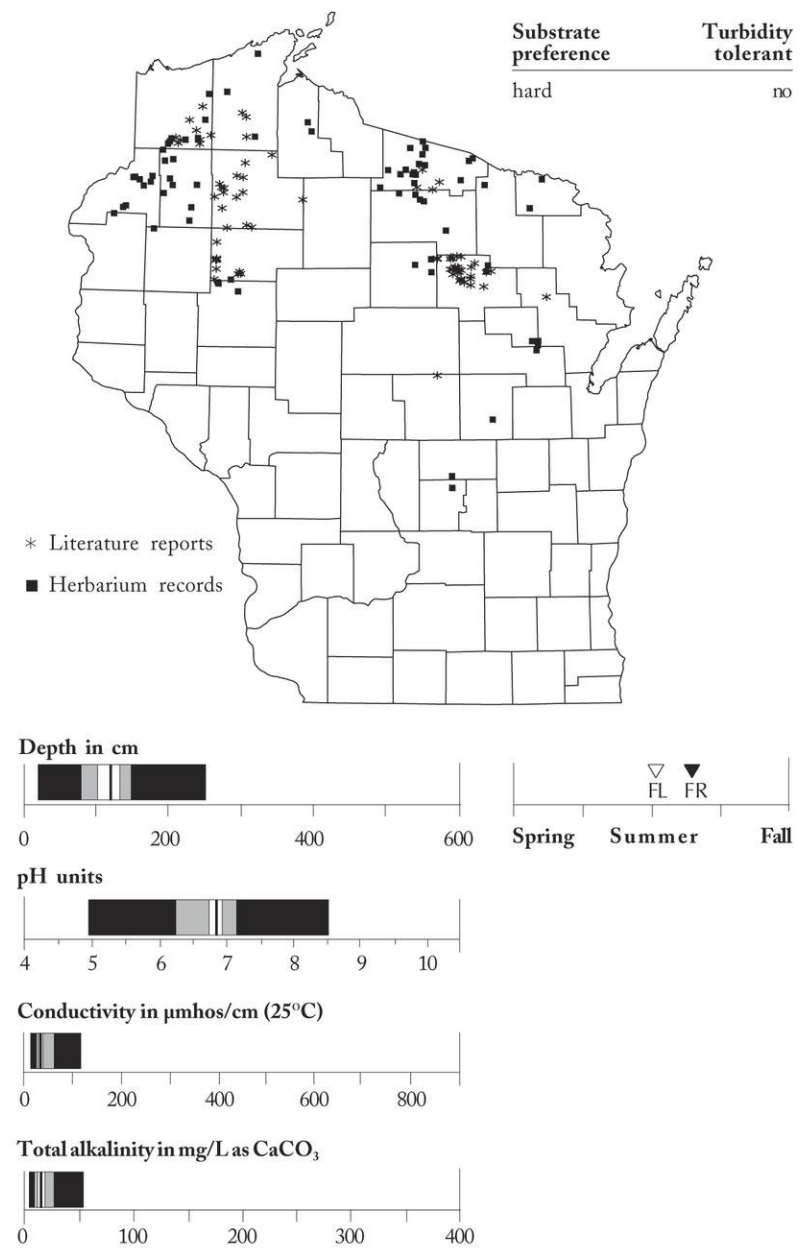 Substrate preference Turbidity tolerant
hard no
* Literature reports
■ Herbarium records
Depth in cm
0 200 400 600
FL FR
Spring Summer Fall
pH units
4 5 6 7 8 9 10
Conductivity in µmhos/cm (25°C)
0 200 400 600 800
Total alkalinity in mg/L as CaCO₃
0 100 200 300 400